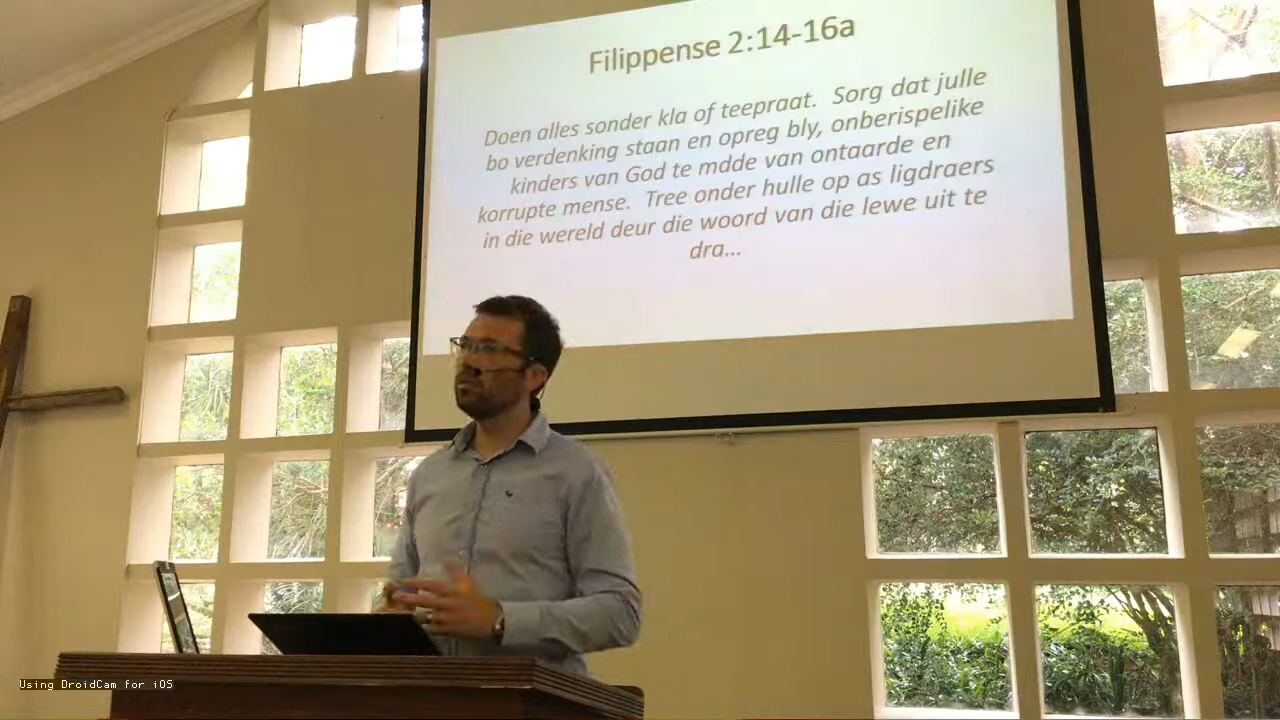 Filippense 2:14-16a
Doen alles sonder kla of teepraat. Sorg dat julle
bo verdenking staan en opreg bly, onberispelike
kinders van God te mdde van ontaarde en
korrupte mense. Tree onder hulle op as ligdraers
in die wereld deur die woord van die lewe uit te
dra...
Using DroidCam for iOS